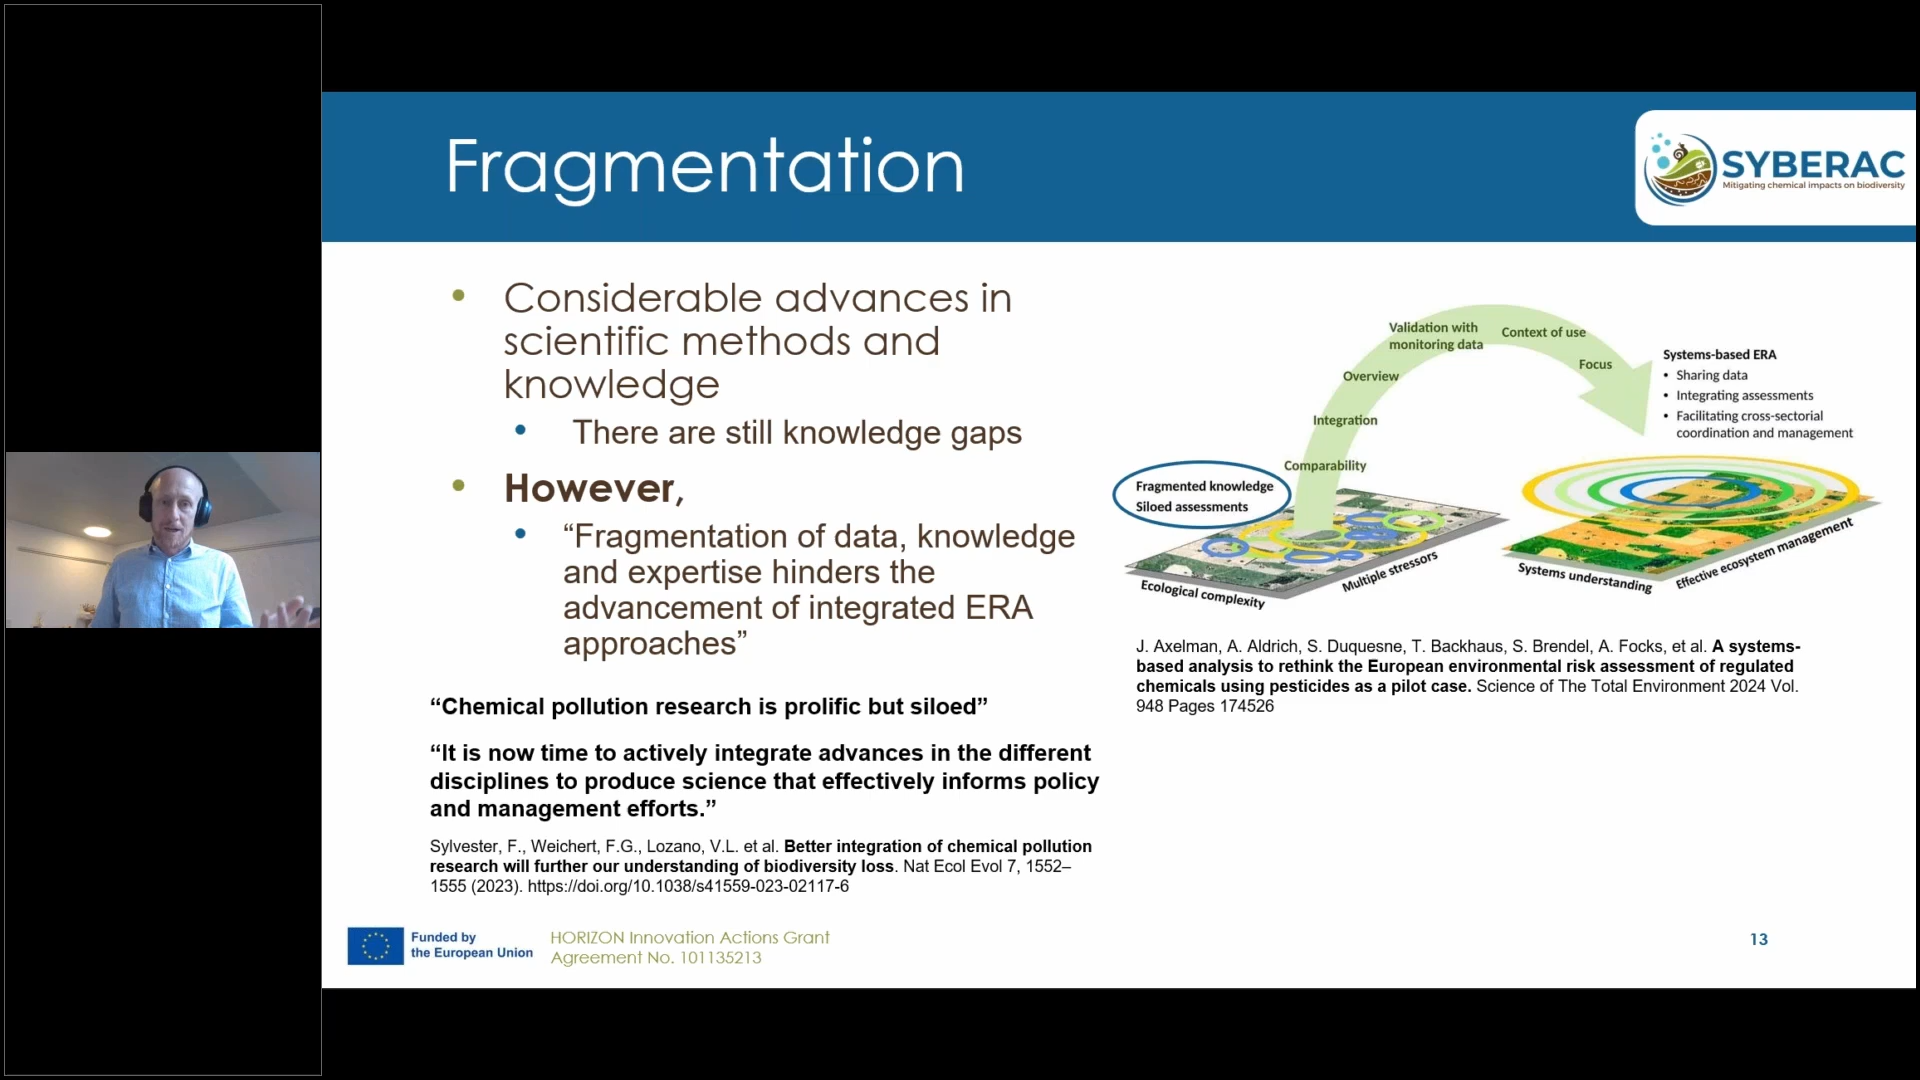 Fragmentation
SYBERAC
Mitigating chemical impacts on biodiversity
• Considerable advances in
scientific methods and
knowledge
• There are still knowledge gaps
• However,
• “Fragmentation of data, knowledge
and expertise hinders the
advancement of integrated ERA
approaches”
“Chemical pollution research is prolific but siloed”
“It is now time to actively integrate advances in the different
disciplines to produce science that effectively informs policy
and management efforts.”
Sylvester, F., Weichert, F.G., Lozano, V.L. et al. Better integration of chemical pollution
research will further our understanding of biodiversity loss. Nat Ecol Evol 7, 1552–
1555 (2023). https://doi.org/10.1038/s41559-023-02117-6
Fragmented knowledge
Siloed assessments
Comparability
Integration
Overview
Validation with
monitoring data
Context of use
Focus
Systems-based ERA
• Sharing data
• Integrating assessments
• Facilitating cross-sectorial
coordination and management
Ecological complexity
Multiple stressors
Systems understanding
Effective ecosystem management
J. Axelman, A. Aldrich, S. Duquesne, T. Backhaus, S. Brendel, A. Focks, et al. A systems-
based analysis to rethink the European environmental risk assessment of regulated
chemicals using pesticides as a pilot case. Science of The Total Environment 2024 Vol.
948 Pages 174526
Funded by
the European Union
HORIZON Innovation Actions Grant
Agreement No. 101135213
13